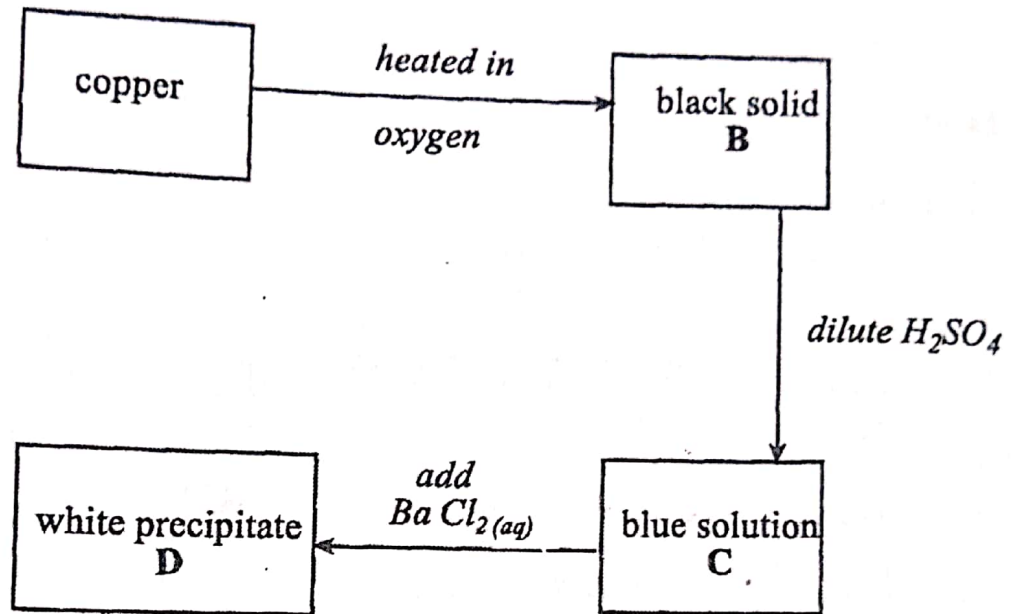 copper
heated in
oxygen
black solid
B
dilute H₂SO₄
blue solution
C
add
Ba Cl₂ (aq)
white precipitate
D